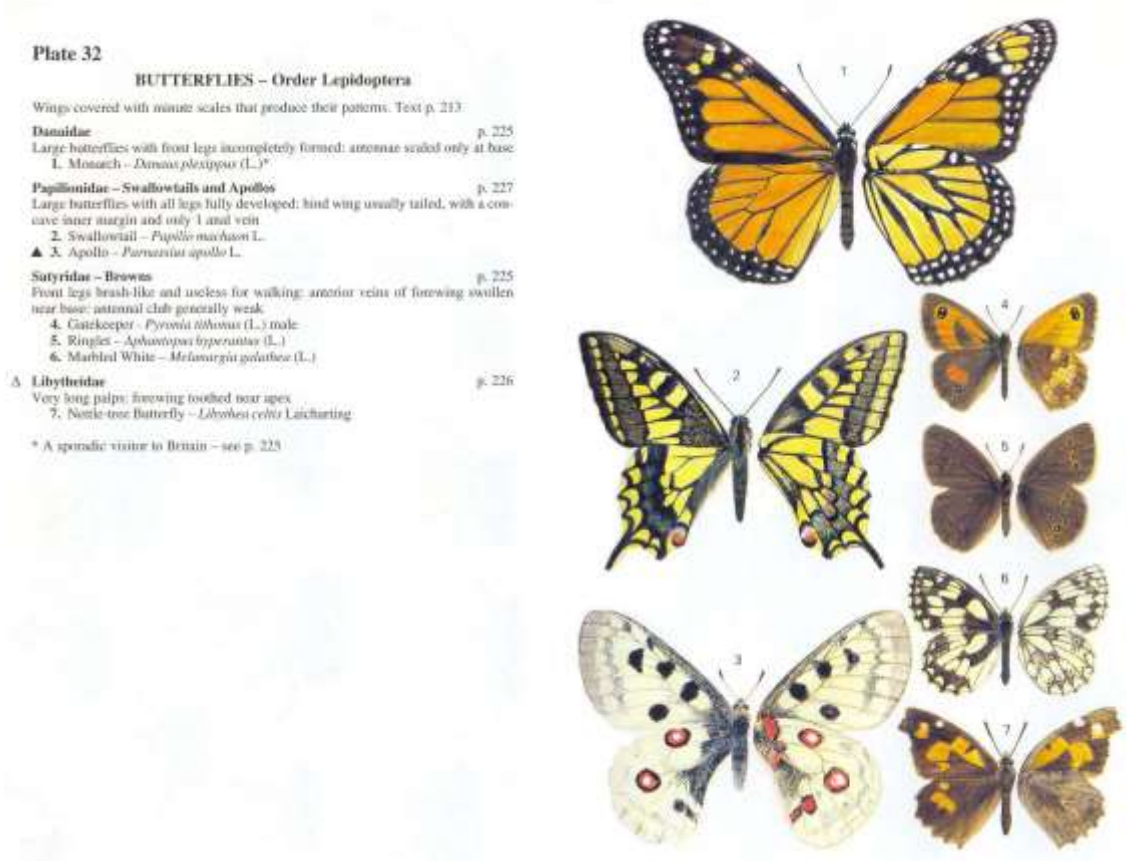 Plate 32
BUTTERFLIES – Order Lepidoptera
Wings covered with minute scales that produce their patterns. Text p. 213
Danaidae p. 225
Large butterflies with front legs incompletely formed: antennae scaled only at base
1. Monarch – Danaus plexippus (L.)*
Papilionidae – Swallowtails and Apollos p. 227
Large butterflies with all legs fully developed: hind wing usually tailed, with a con-
cave inner margin and only 1 anal vein
2. Swallowtail – Papilio machaon L.
▲ 3. Apollo – Parnassius apollo L.
Satyridae – Browns p. 225
Front legs brush-like and useless for walking: anterior veins of forewing swollen
near base: antennal club generally weak
4. Gatekeeper – Pyronia tithonus (L.) male
5. Ringlet – Aphantopus hyperantus (L.)
6. Marbled White – Melanargia galathea (L.)
Δ Libytheidae p. 226
Very long palps: forewing toothed near apex
7. Nettle-tree Butterfly – Libythea celtis Laicharting
* A sporadic visitor to Britain – see p. 225
1
2
3
4
5
6
7